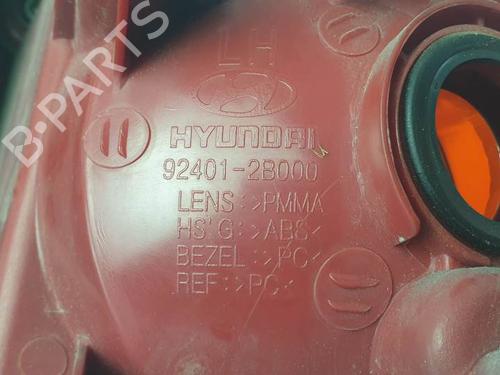 LH
HYUNDAI
92401-2B000
LENS:>PMMA<
HS'G:>ABS<
BEZEL:>PC<
REF:>PC<
B-PARTS